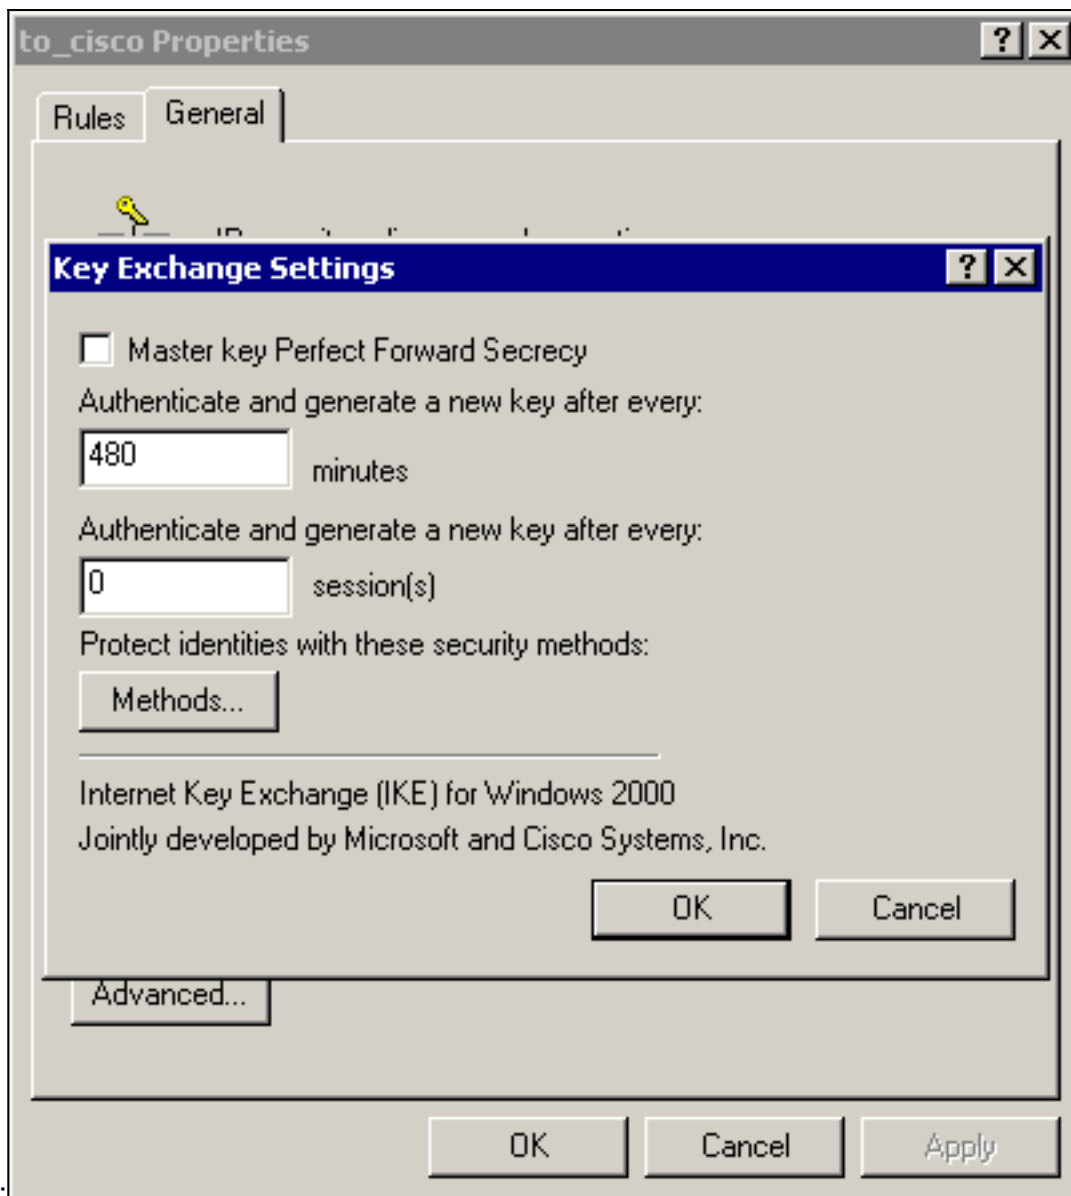 to_cisco Properties
Rules
General
Key Exchange Settings
Master key Perfect Forward Secrecy
Authenticate and generate a new key after every:
480
minutes
Authenticate and generate a new key after every:
0
session(s)
Protect identities with these security methods:
Methods...
Internet Key Exchange (IKE) for Windows 2000
Jointly developed by Microsoft and Cisco Systems, Inc.
OK
Cancel
Advanced...
OK
Cancel
Apply